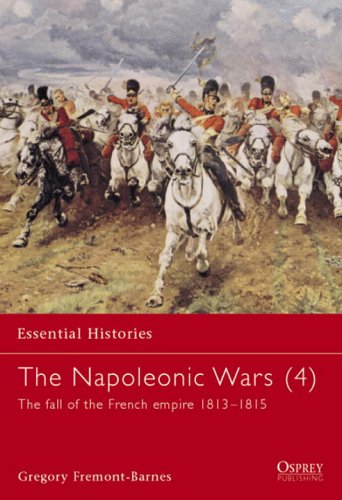 Essential Histories
The Napoleonic Wars (4)
The fall of the French empire 1813–1815
Gregory Fremont-Barnes
OSPREY
PUBLISHING